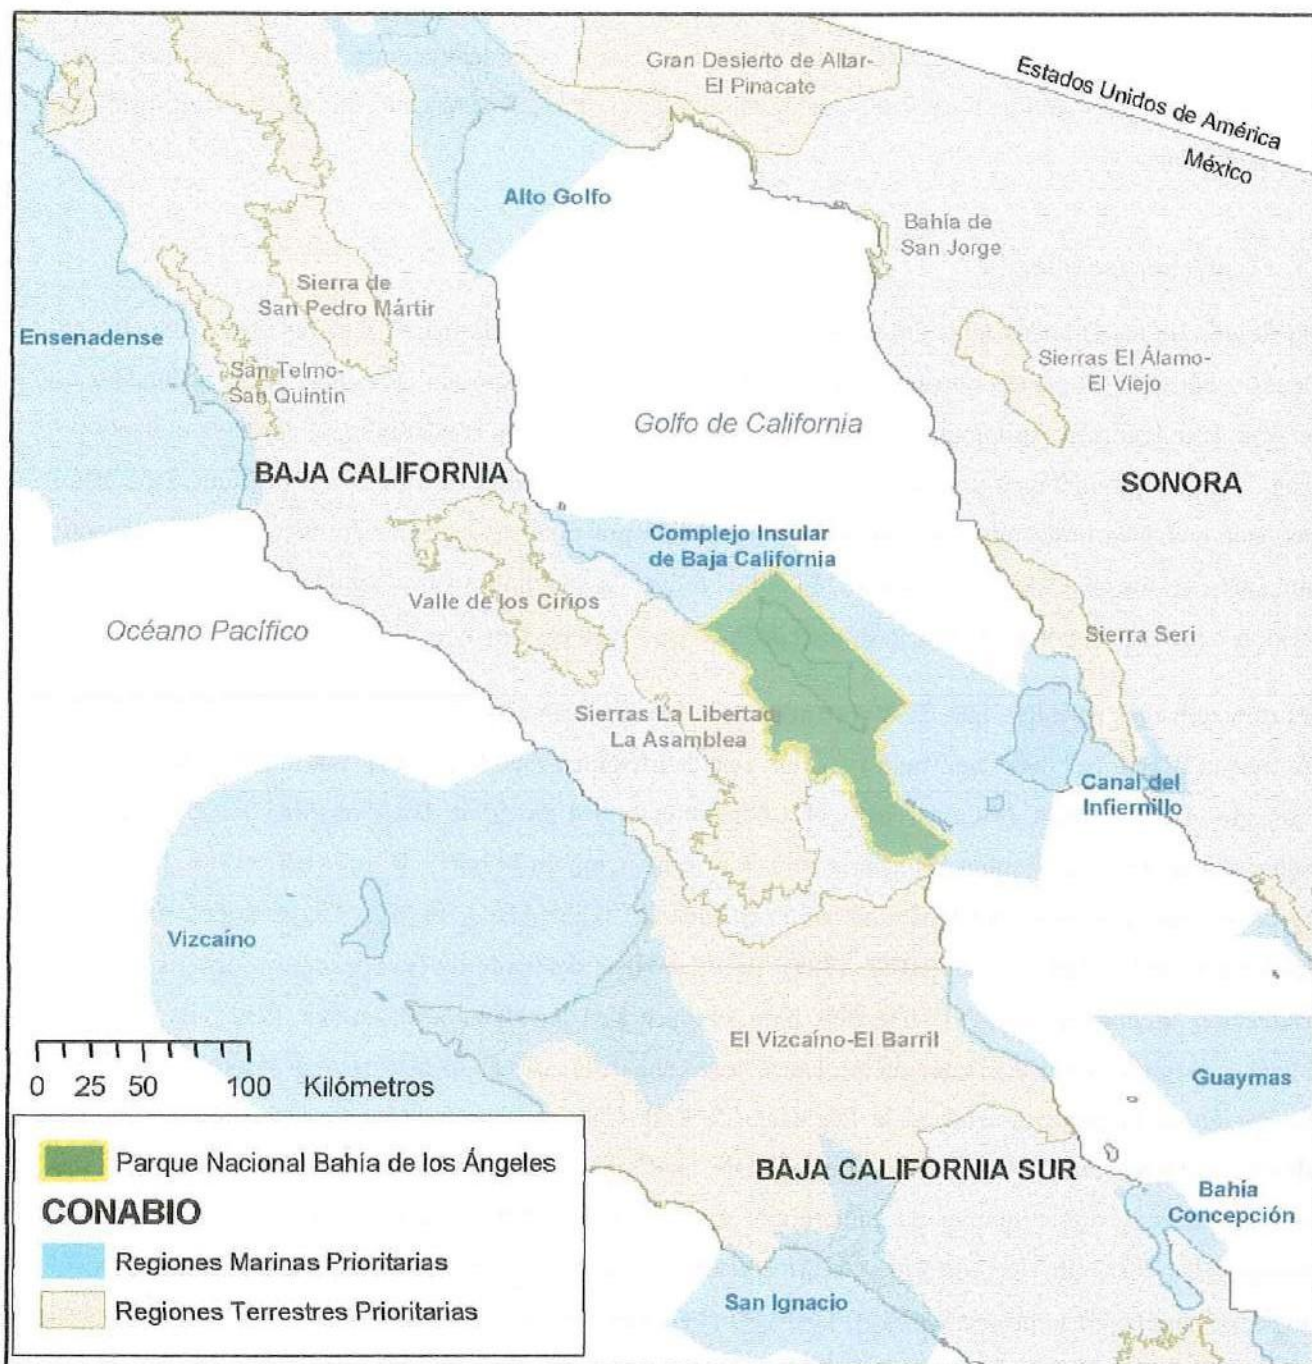 Gran Desierto de Altar-
El Pinacate
Estados Unidos de América
México
Alto Golfo
Bahía de
San Jorge
Sierra de
San Pedro Mártir
Ensenadense
San Telmo-
San Quintín
Sierras El Álamo-
El Viejo
Golfo de California
BAJA CALIFORNIA
SONORA
Complejo Insular
de Baja California
Valle de los Cirios
Océano Pacífico
Sierra Seri
Sierras La Libertad
La Asamblea
Canal del
Infiernillo
Vizcaíno
El Vizcaíno-El Barril
Guaymas
0 25 50 100 Kilómetros
BAJA CALIFORNIA SUR
Bahía
Concepción
San Ignacio
Parque Nacional Bahía de los Ángeles
CONABIO
Regiones Marinas Prioritarias
Regiones Terrestres Prioritarias